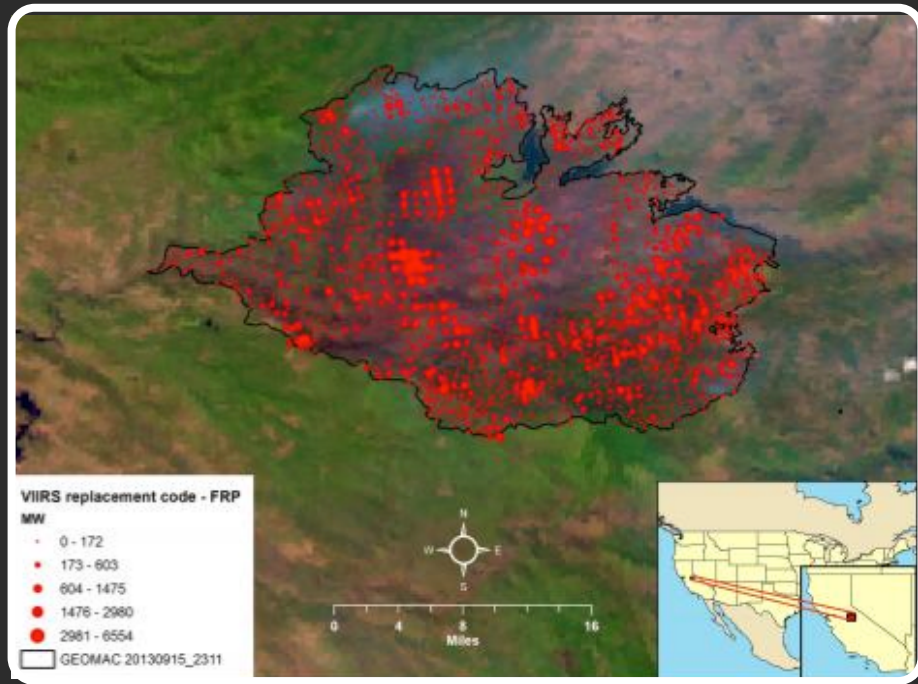 VIIRS replacement code - FRP
MW
0 - 172
173 - 603
604 - 1475
1476 - 2980
2981 - 6554
GEOMAC 20130915_2311
N
W E
S
0 4 8 16
Miles